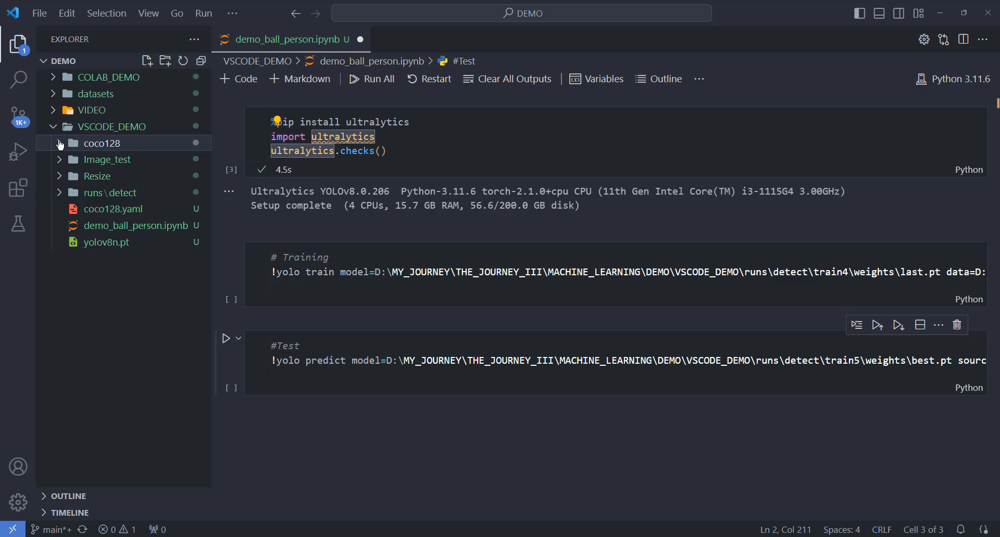 File Edit Selection View Go Run ··· DEMO
EXPLORER
demo_ball_person.ipynb U
DEMO
VSCODE_DEMO > demo_ball_person.ipynb > #Test
+ Code + Markdown Run All Restart Clear All Outputs Variables Outline ··· Python 3.11.6
COLAB_DEMO
datasets
VIDEO
VSCODE_DEMO
coco128
Image_test
Resize
runs\detect
coco128.yaml U
demo_ball_person.ipynb U
yolov8n.pt U
OUTLINE
TIMELINE
1
1K+
%pip install ultralytics
import ultralytics
ultralytics.checks()
[3] 4.5s Python
Ultralytics YOLOv8.0.206 Python-3.11.6 torch-2.1.0+cpu CPU (11th Gen Intel Core(TM) i3-1115G4 3.00GHz)
Setup complete (4 CPUs, 15.7 GB RAM, 56.6/200.0 GB disk)
# Training
!yolo train model=D:\MY_JOURNEY\THE_JOURNEY_III\MACHINE_LEARNING\DEMO\VSCODE_DEMO\runs\detect\train4\weights\last.pt data=D:
[ ] Python
#Test
!yolo predict model=D:\MY_JOURNEY\THE_JOURNEY_III\MACHINE_LEARNING\DEMO\VSCODE_DEMO\runs\detect\train5\weights\best.pt sourc
[ ] Python
main*+ 0 1 0 Ln 2, Col 211 Spaces: 4 CRLF Cell 3 of 3